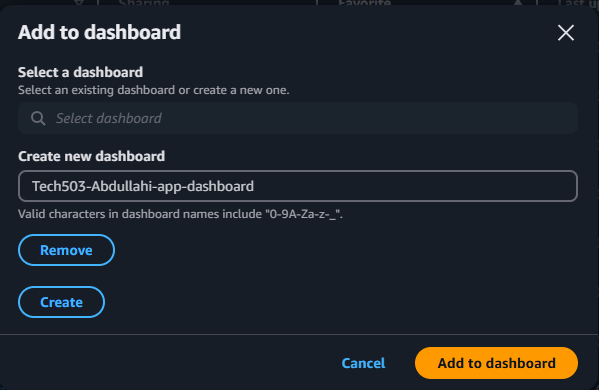 Sharing Favorite Last up
Add to dashboard
Select a dashboard
Select an existing dashboard or create a new one.
Select dashboard
Create new dashboard
Tech503-Abdullahi-app-dashboard
Valid characters in dashboard names include "0-9A-Za-z-_".
Remove
Create
Cancel Add to dashboard